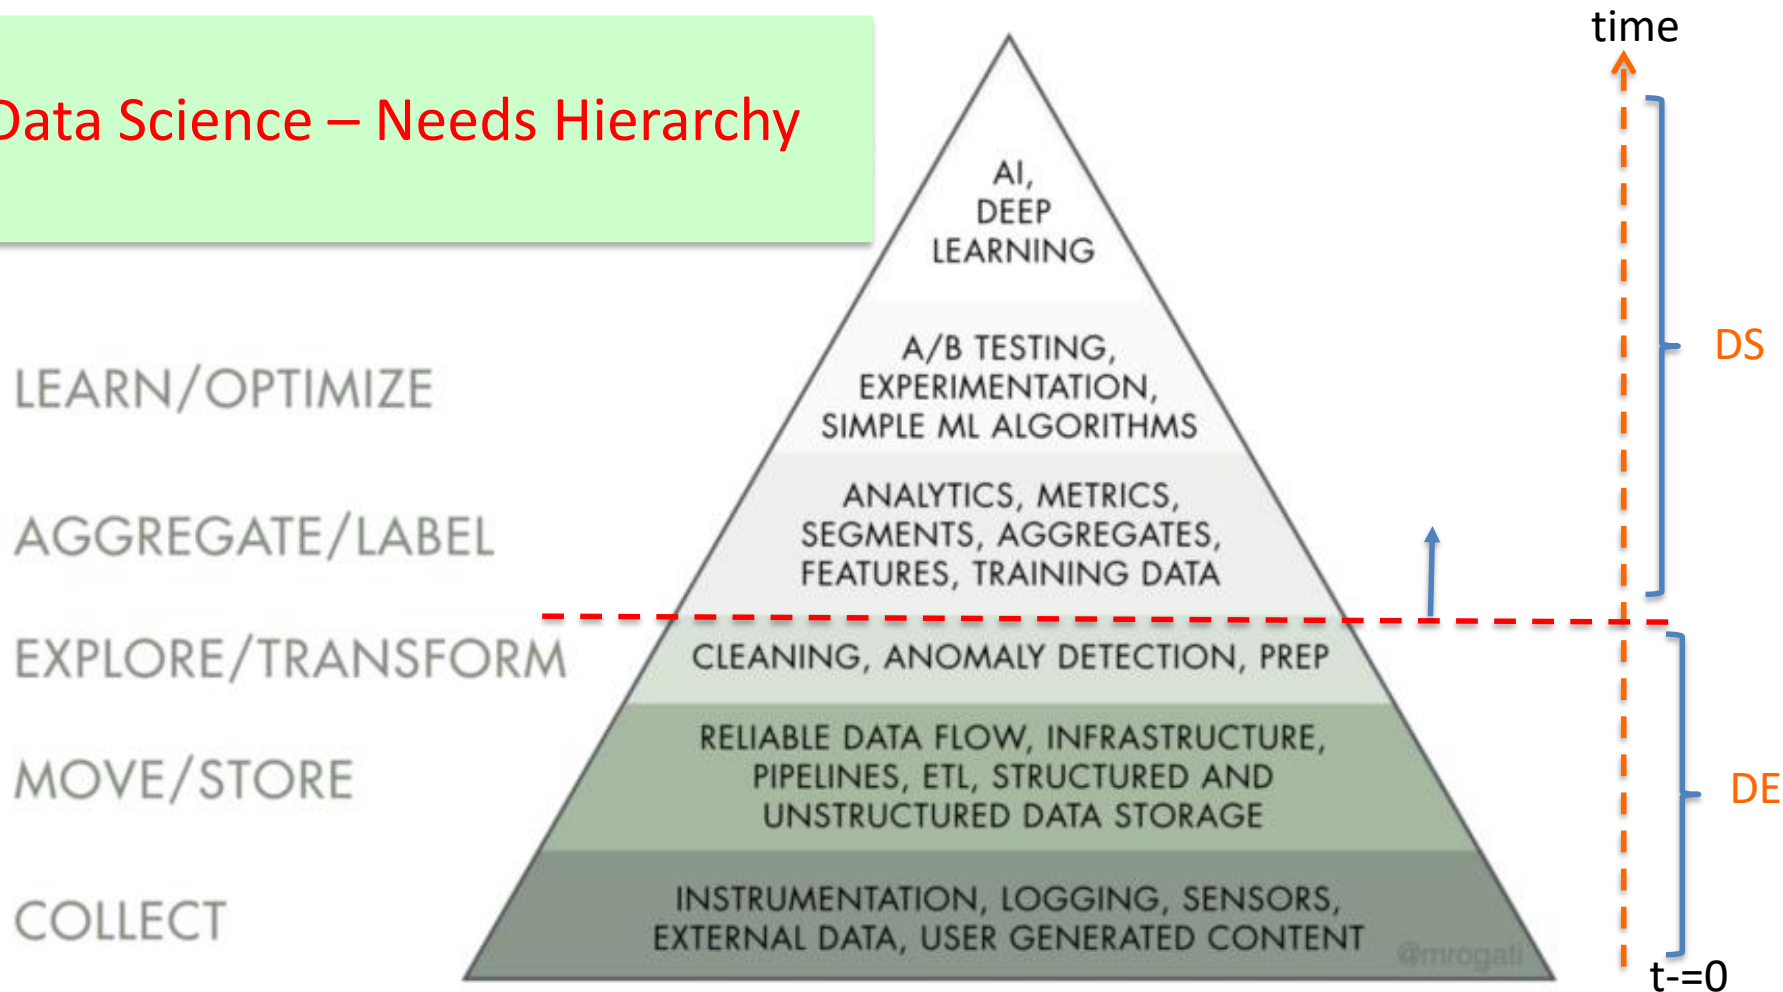 Data Science – Needs Hierarchy
time
AI,
DEEP
LEARNING
LEARN/OPTIMIZE
A/B TESTING,
EXPERIMENTATION,
SIMPLE ML ALGORITHMS
DS
AGGREGATE/LABEL
ANALYTICS, METRICS,
SEGMENTS, AGGREGATES,
FEATURES, TRAINING DATA
EXPLORE/TRANSFORM
CLEANING, ANOMALY DETECTION, PREP
MOVE/STORE
RELIABLE DATA FLOW, INFRASTRUCTURE,
PIPELINES, ETL, STRUCTURED AND
UNSTRUCTURED DATA STORAGE
DE
COLLECT
INSTRUMENTATION, LOGGING, SENSORS,
EXTERNAL DATA, USER GENERATED CONTENT
@mrogati
t-=0